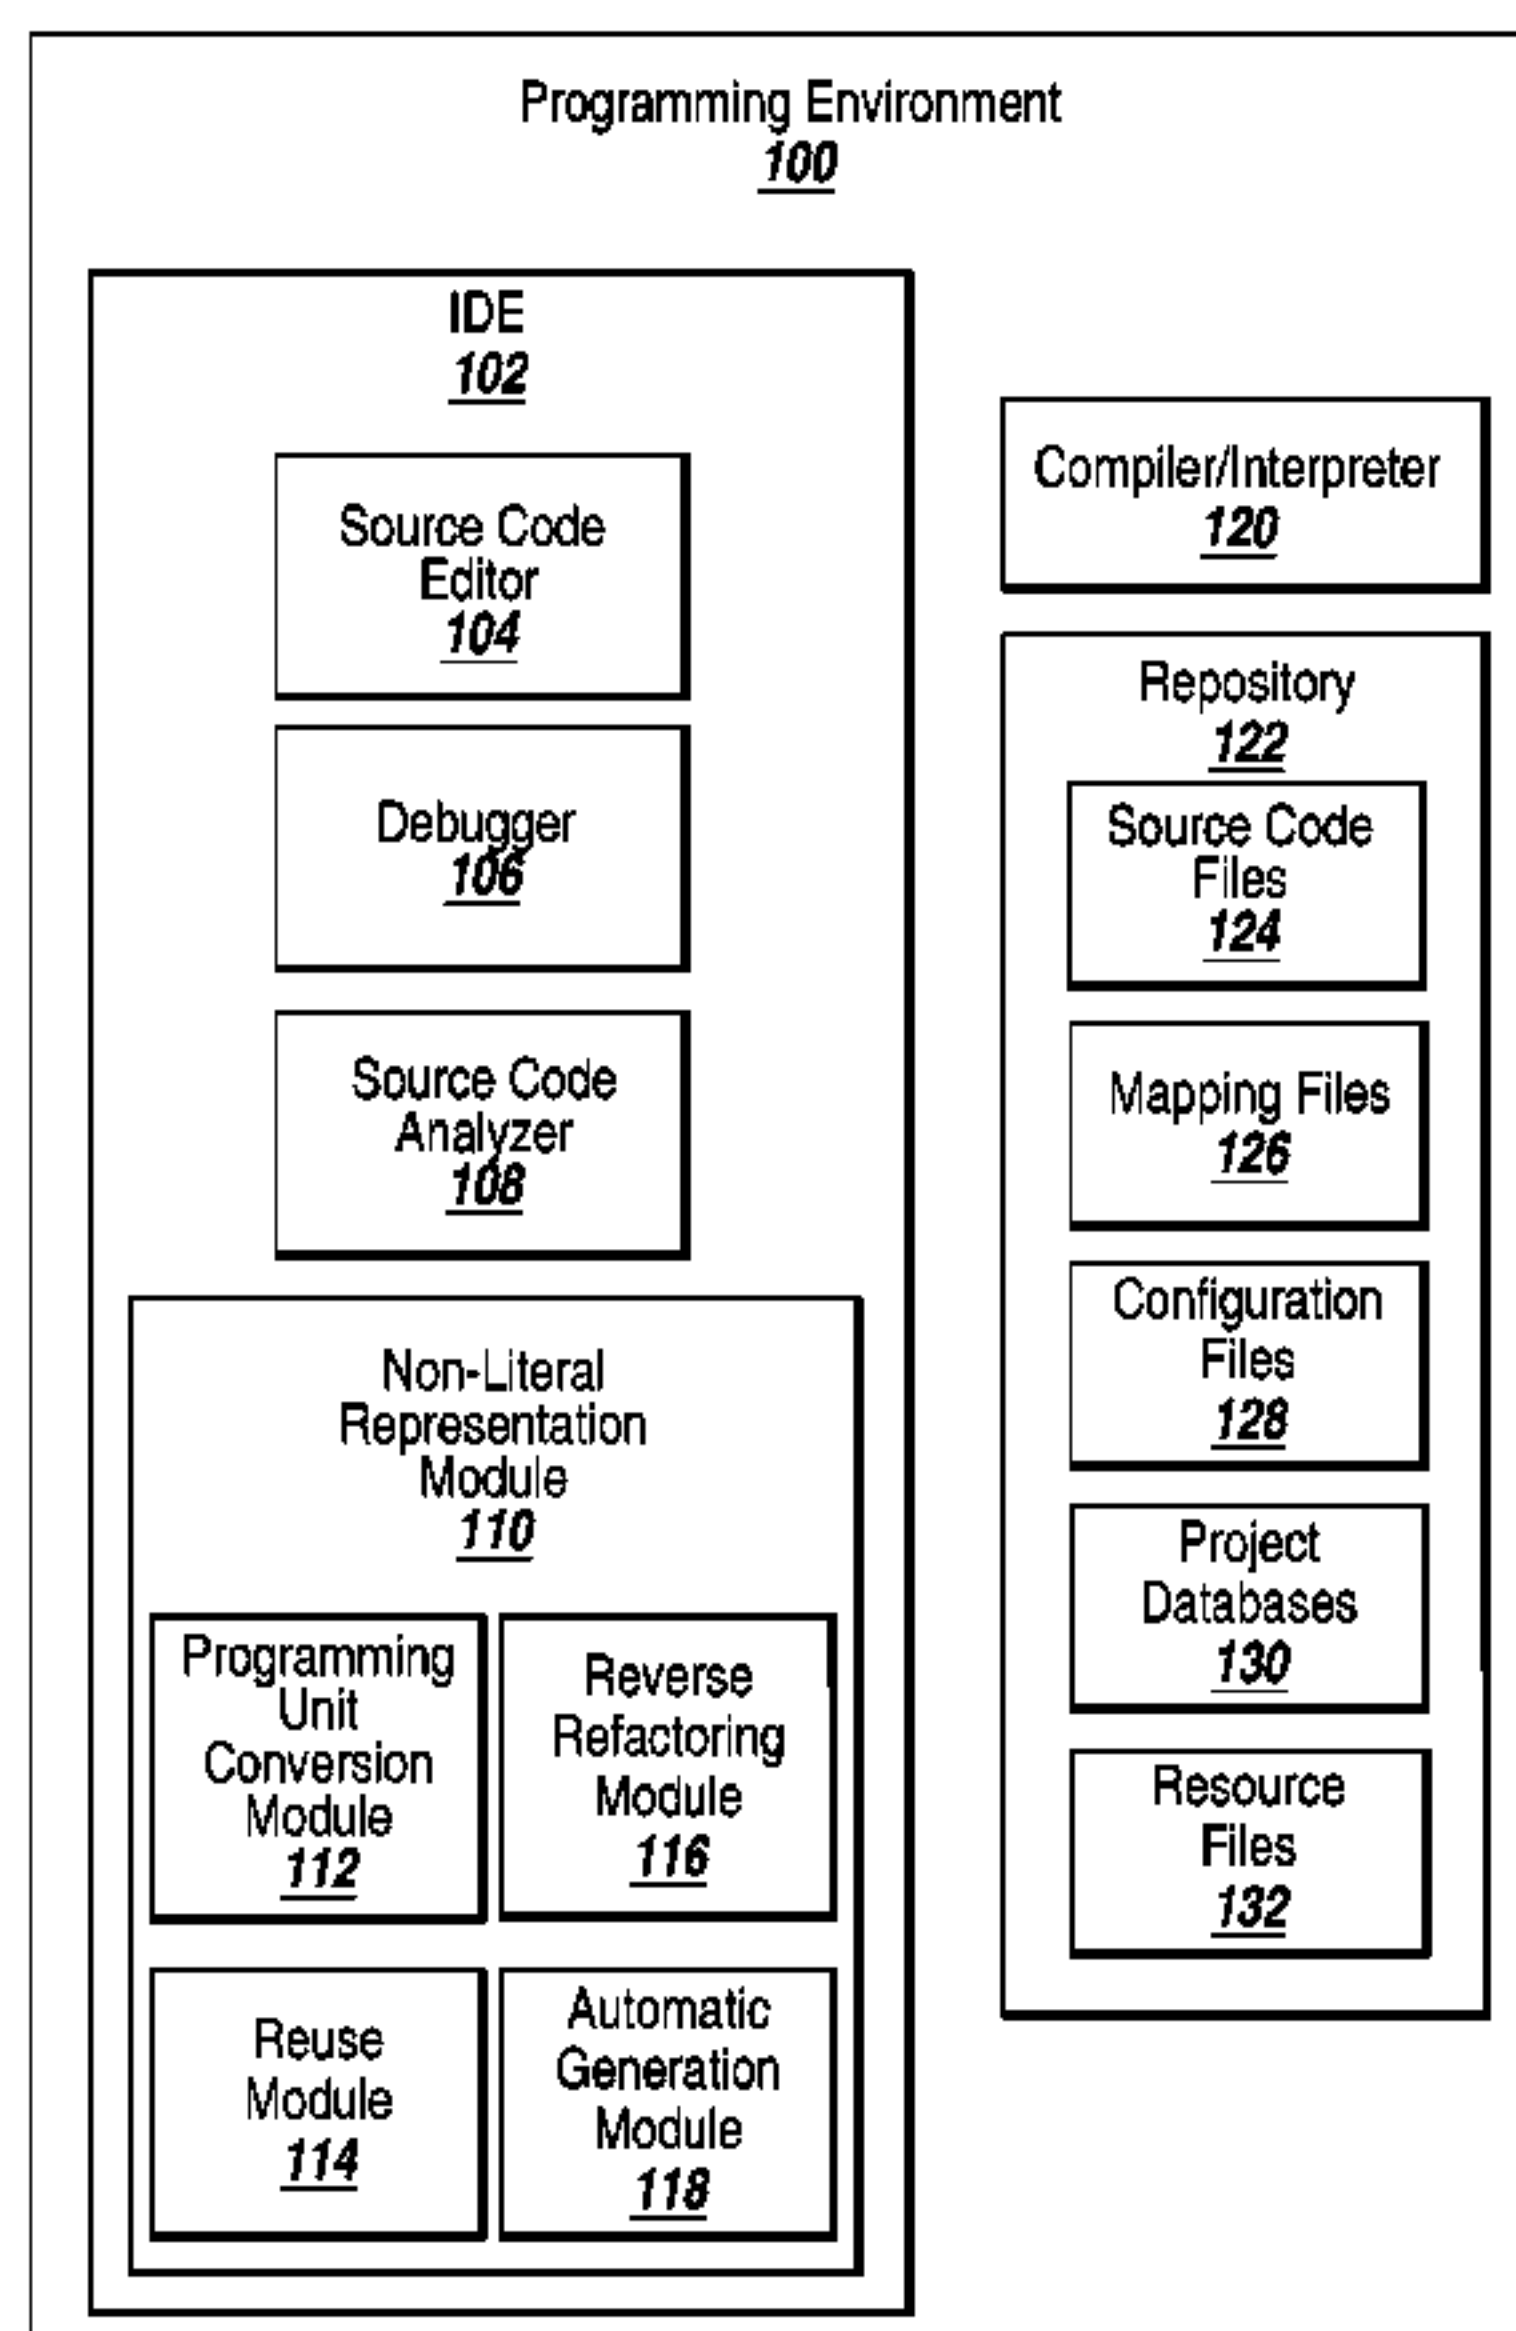 Programming Environment
100
IDE
102
Source Code
Editor
104
Debugger
106
Source Code
Analyzer
108
Non-Literal
Representation
Module
110
Programming
Unit
Conversion
Module
112
Reverse
Refactoring
Module
116
Reuse
Module
114
Automatic
Generation
Module
118
Compiler/Interpreter
120
Repository
122
Source Code
Files
124
Mapping Files
126
Configuration
Files
128
Project
Databases
130
Resource
Files
132